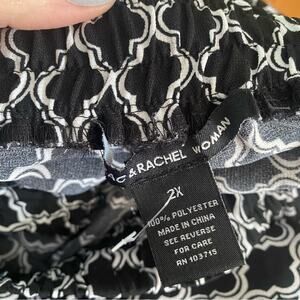 & RACHEL WOMAN
2X
100% POLYESTER
MADE IN CHINA
SEE REVERSE
FOR CARE
RN 103715